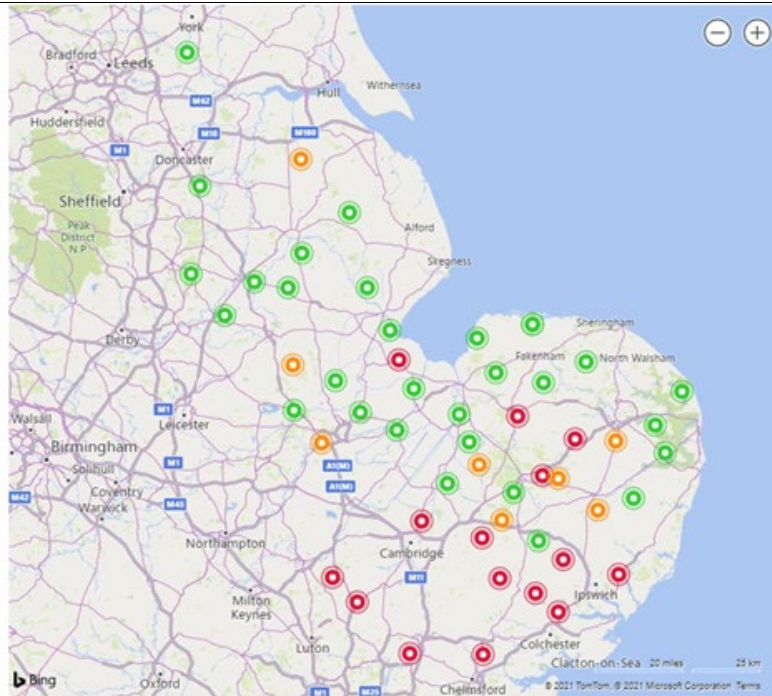 York
Bradford
Leeds
M62
Hull
Withernsea
Huddersfield
M18
M180
M1
Doncaster
Sheffield
Peak
District
N.P.
Alford
Skegness
Derby
Sheringham
Fakenham
North Walsham
Walsall
M1
Leicester
Birmingham
Solihull
M1
A1(M)
Coventry
A1(M)
M42
Warwick
M45
Northampton
Cambridge
M11
Milton
Keynes
Ipswich
Luton
Colchester
Clacton-on-Sea
20 miles
25 km
Bing
Oxford
M1
M25
Chelmsford
© 2021 TomTom, © 2021 Microsoft Corporation Terms